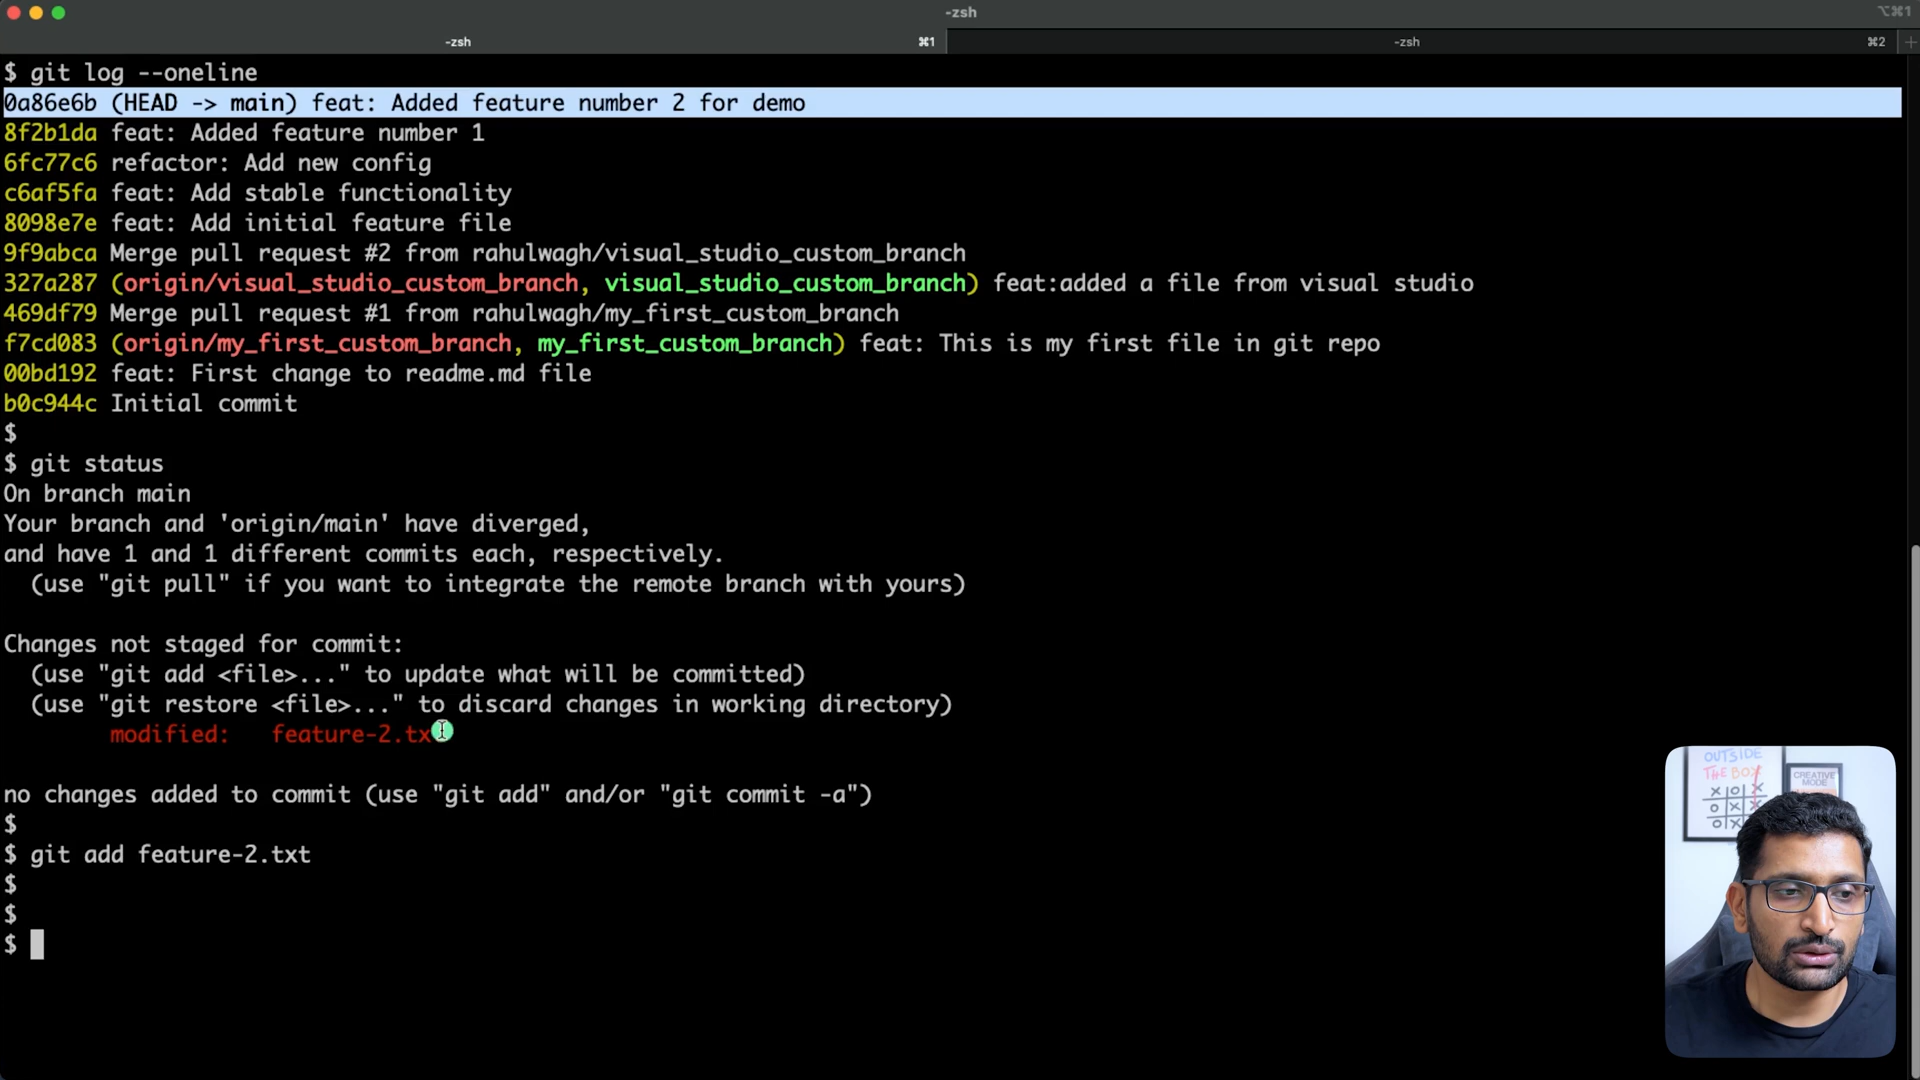 -zsh
⌥⌘1
-zsh
⌘1
-zsh
⌘2
$ git log --oneline
0a86e6b (HEAD -> main) feat: Added feature number 2 for demo
8f2b1da feat: Added feature number 1
6fc77c6 refactor: Add new config
c6af5fa feat: Add stable functionality
8098e7e feat: Add initial feature file
9f9abca Merge pull request #2 from rahulwagh/visual_studio_custom_branch
327a287 (origin/visual_studio_custom_branch, visual_studio_custom_branch) feat:added a file from visual studio
469df79 Merge pull request #1 from rahulwagh/my_first_custom_branch
f7cd083 (origin/my_first_custom_branch, my_first_custom_branch) feat: This is my first file in git repo
00bd192 feat: First change to readme.md file
b0c944c Initial commit
$
$ git status
On branch main
Your branch and 'origin/main' have diverged,
and have 1 and 1 different commits each, respectively.
(use "git pull" if you want to integrate the remote branch with yours)
Changes not staged for commit:
(use "git add <file>..." to update what will be committed)
(use "git restore <file>..." to discard changes in working directory)
modified: feature-2.tx
no changes added to commit (use "git add" and/or "git commit -a")
$
$ git add feature-2.txt
$
$
$
OUTSIDE
THE BOX
X O X
O X X
O X
CREATIVE
MODE